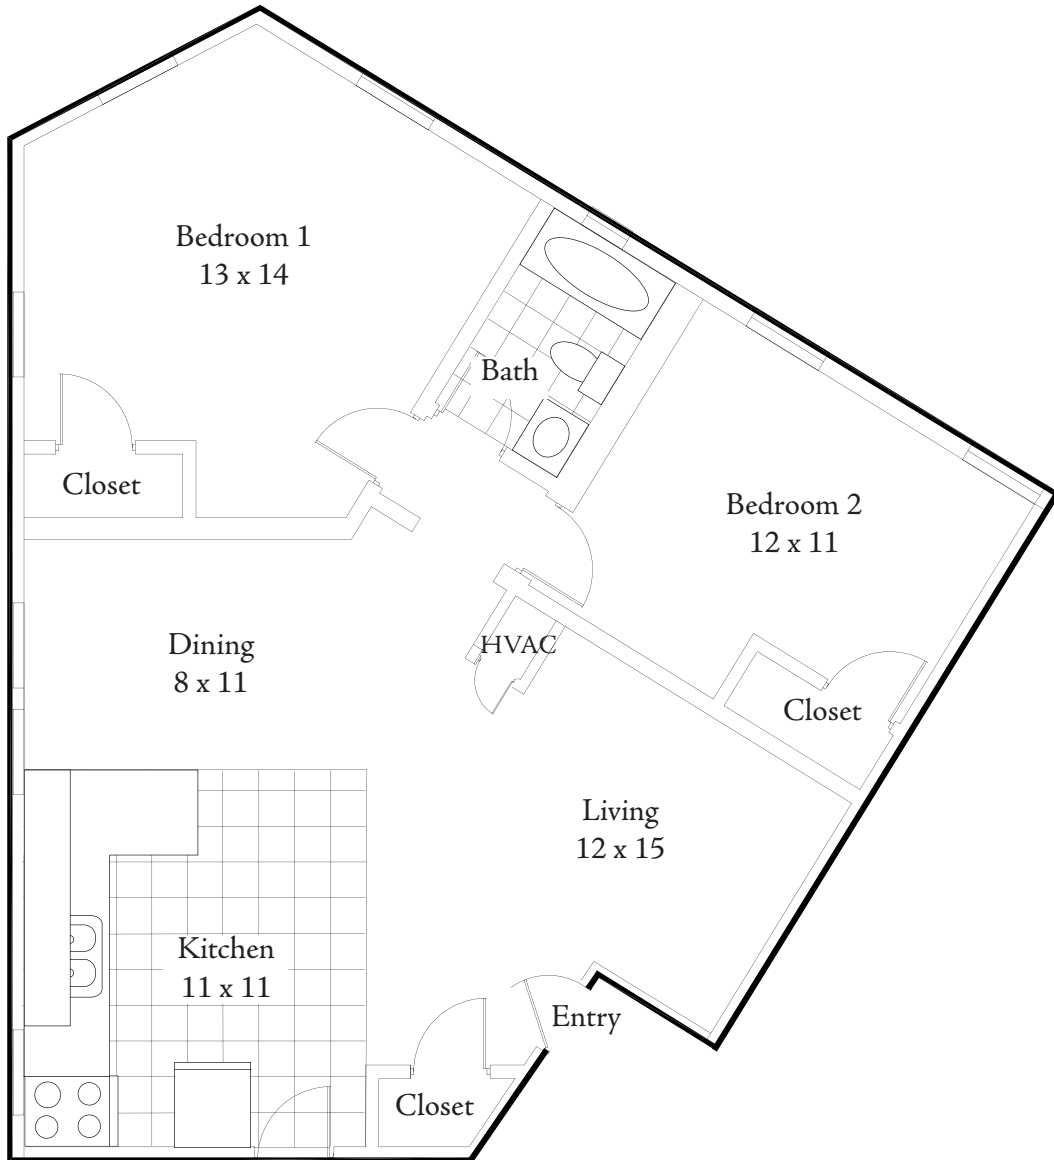 Bedroom 1
13 x 14
Bath
Closet
Bedroom 2
12 x 11
Dining
8 x 11
HVAC
Closet
Living
12 x 15
Kitchen
11 x 11
Entry
Closet